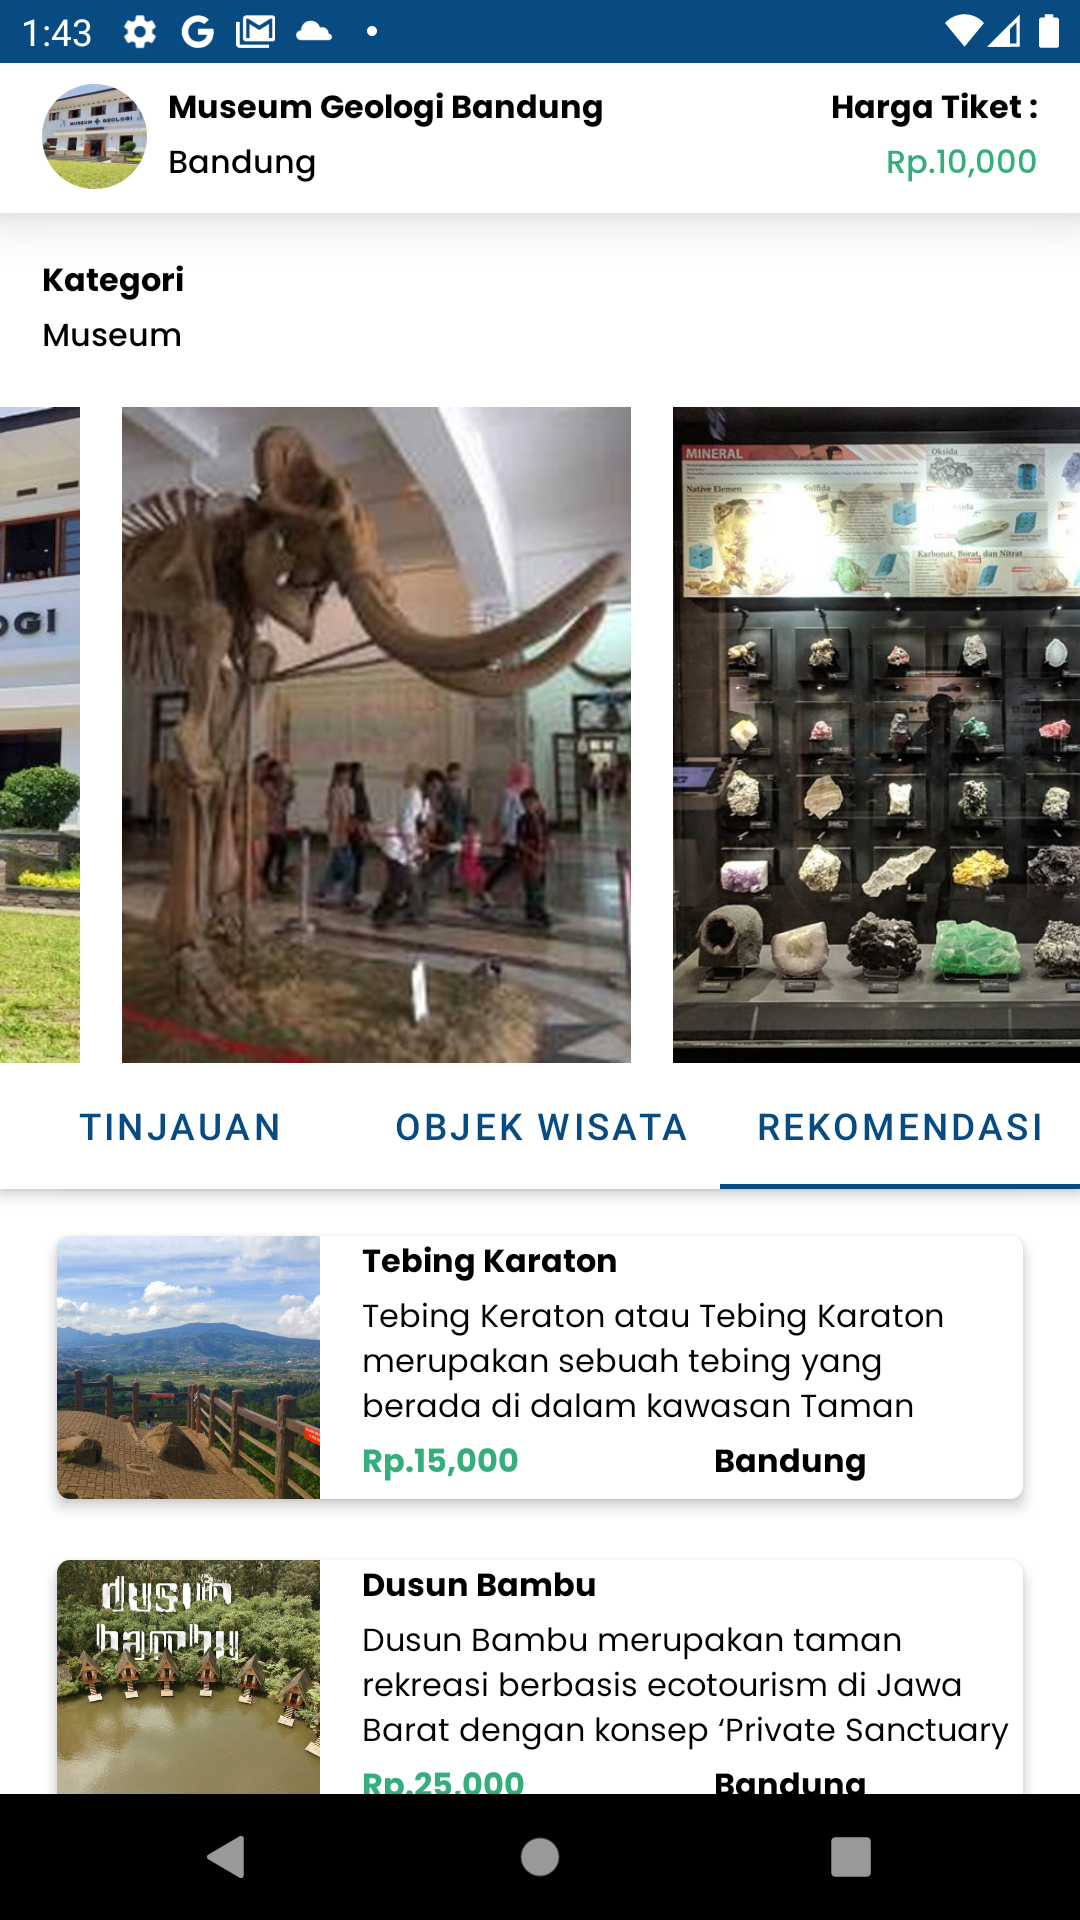 1:43
Museum Geologi Bandung
Harga Tiket :
Bandung
Rp.10,000
MUSEUM GEOLOGI
Kategori
Museum
OGI
MINERAL
Native Elemen
Sulfida
Oksida
Karbonat, Borat, dan Nitrat
TINJAUAN
OBJEK WISATA
REKOMENDASI
Tebing Karaton
Tebing Keraton atau Tebing Karaton
merupakan sebuah tebing yang
berada di dalam kawasan Taman
Rp.15,000
Bandung
dusun
bambu
Dusun Bambu
Dusun Bambu merupakan taman
rekreasi berbasis ecotourism di Jawa
Barat dengan konsep ‘Private Sanctuary
Rp.25,000
Bandung